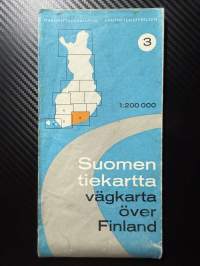 3
1:200 000
Suomen
tiekartta
vägkarta
över
Finland